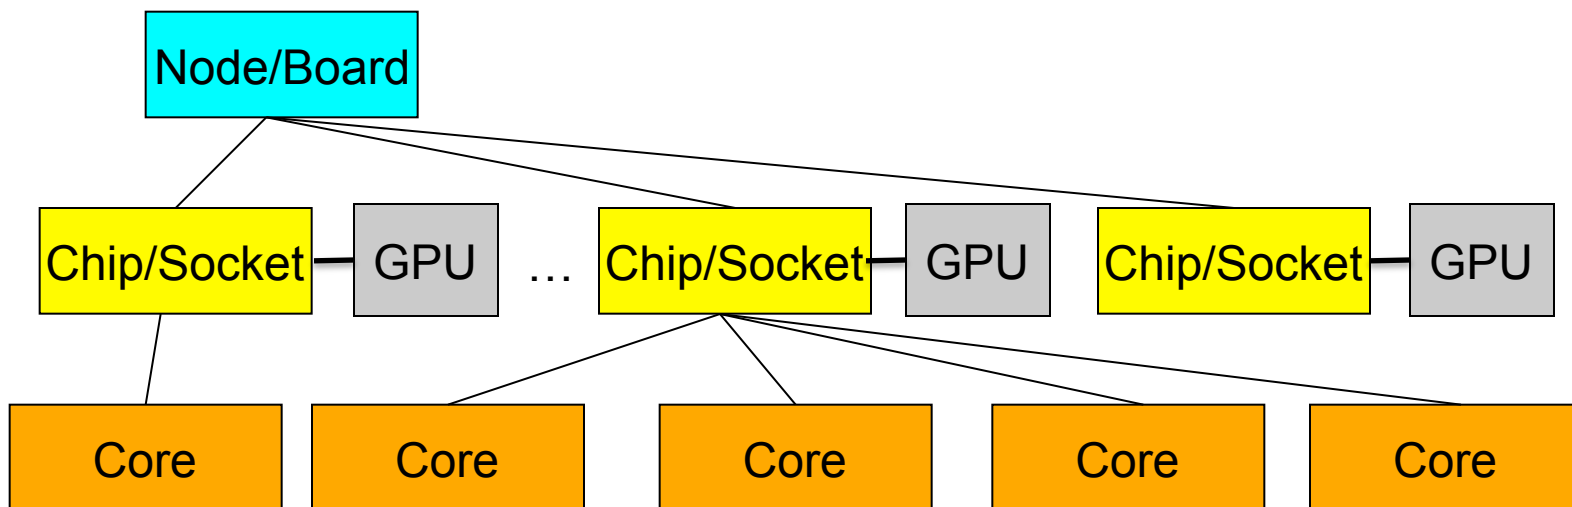 Node/Board
Chip/Socket GPU … Chip/Socket GPU Chip/Socket GPU
Core Core Core Core Core